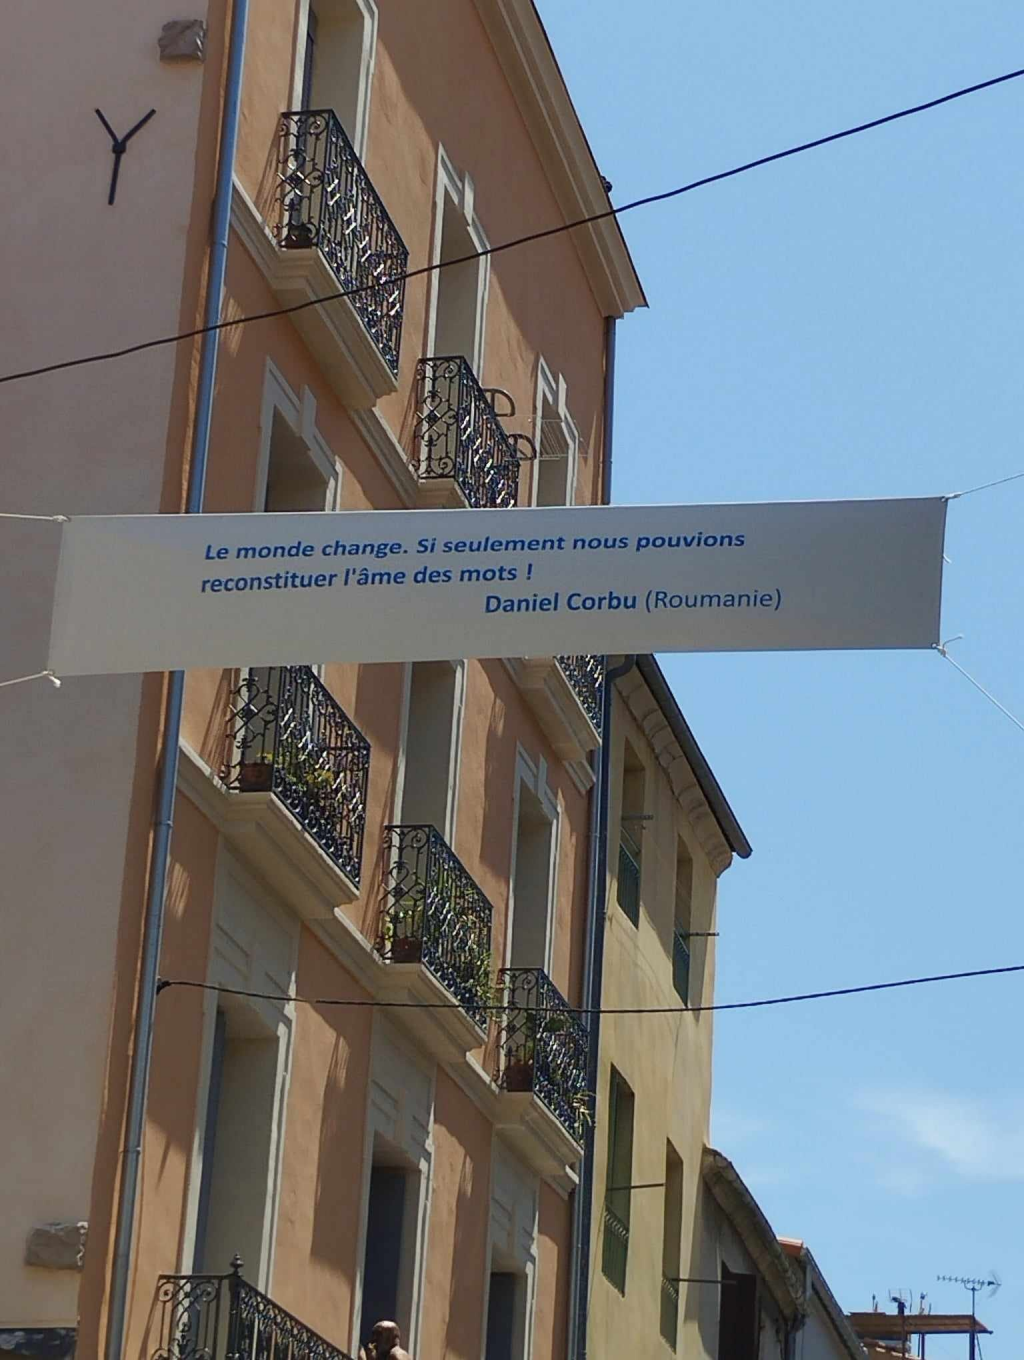 Le monde change. Si seulement nous pouvions
reconstituer l'âme des mots !
Daniel Corbu (Roumanie)